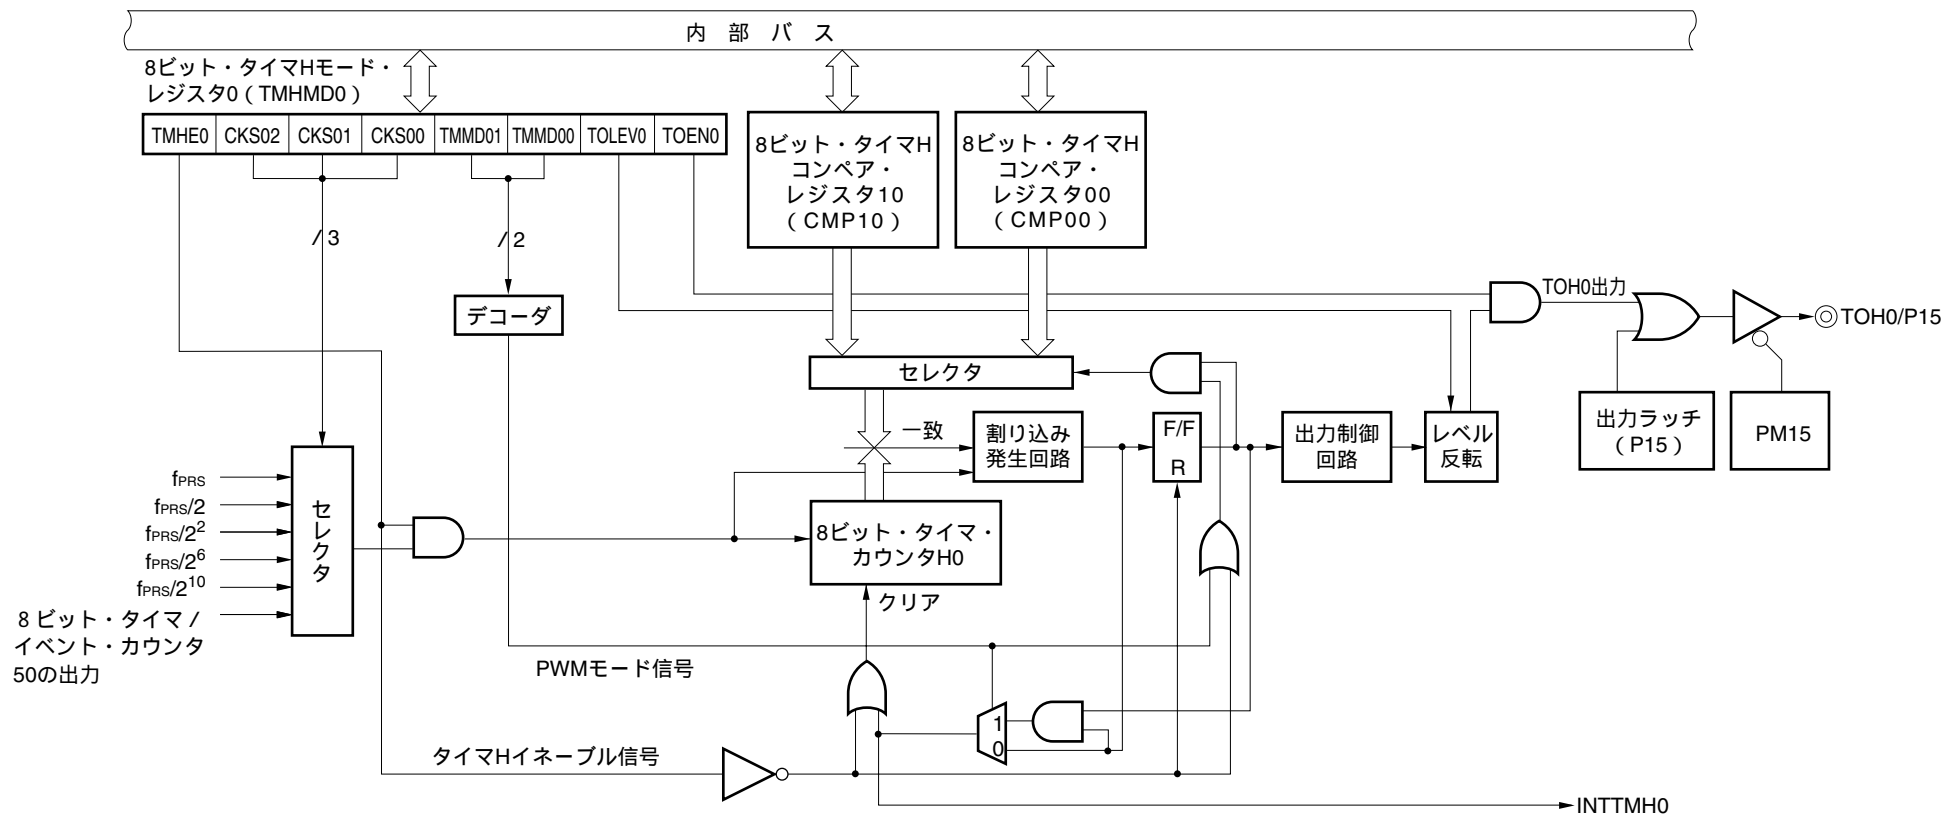 内 部 バ ス
8ビット・タイマHモード・
レジスタ0（TMHMD0）
TMHE0 CKS02 CKS01 CKS00 TMMD01 TMMD00 TOLEV0 TOEN0
8ビット・タイマH
コンペア・
レジスタ10
（CMP10）
8ビット・タイマH
コンペア・
レジスタ00
（CMP00）
/ 3
/ 2
デコーダ
TOH0出力
TOH0/P15
セレクタ
出力ラッチ
（P15）
PM15
一致
割り込み
発生回路
F/F
R
出力制御
回路
レベル
反転
fPRS
fPRS/2
fPRS/2²
fPRS/2⁶
fPRS/2¹⁰
8 ビット・タイマ /
イベント・カウンタ
50の出力
セレクタ
8ビット・タイマ・
カウンタH0
クリア
PWMモード信号
1
0
タイマHイネーブル信号
INTTMH0